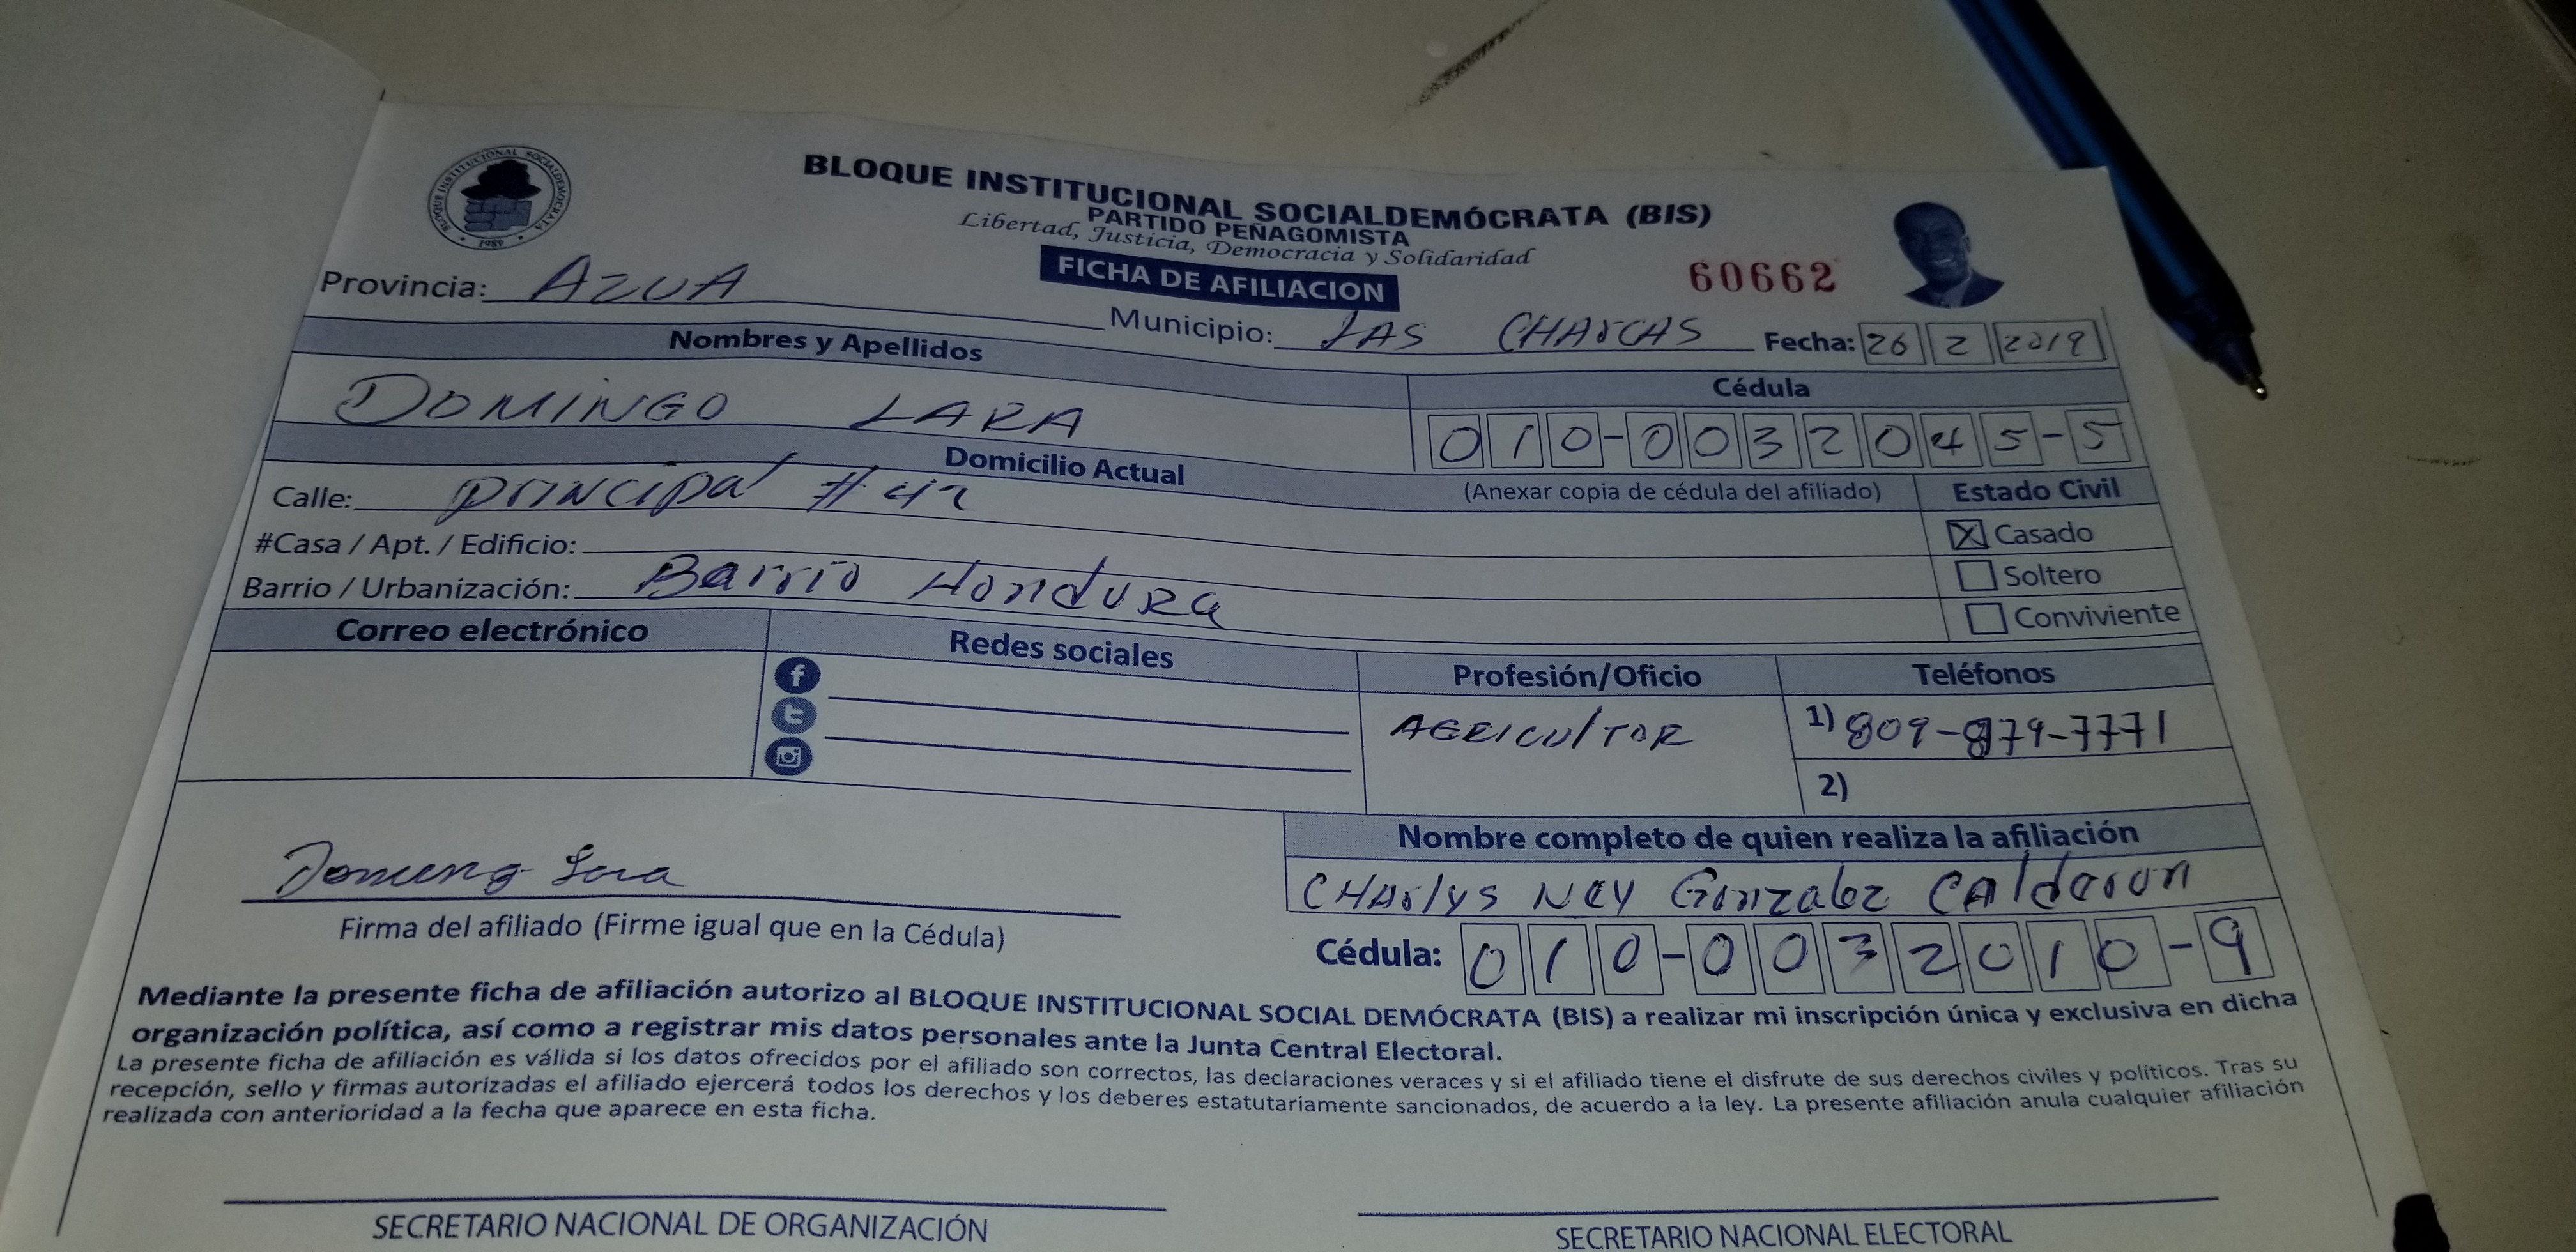 BLOQUE INSTITUCIONAL SOCIALDEMOCRATA
1989
BLOQUE INSTITUCIONAL SOCIALDEMÓCRATA (BIS)
PARTIDO PEÑAGOMISTA
Libertad, Justicia, Democracia y Solidaridad
FICHA DE AFILIACION
60662
Provincia: AZUA Municipio: LAS CHArCAS Fecha: 26 2 2019
Nombres y Apellidos
Cédula
DOMINGO LARA
010-0032045-5
Domicilio Actual
(Anexar copia de cédula del afiliado)
Estado Civil
Calle: principal # 42
Casado
#Casa / Apt. / Edificio:
Soltero
Barrio / Urbanización: Barrio Hondura
Conviviente
Correo electrónico
Redes sociales
Profesión/Oficio
Teléfonos
AGRICulTOR
1) 809-879-7771
2)
Nombre completo de quien realiza la afiliación
CHArlys Ney Gonzalez Calderon
Firma del afiliado (Firme igual que en la Cédula)
Cédula: 010-0032010-9
Mediante la presente ficha de afiliación autorizo al BLOQUE INSTITUCIONAL SOCIAL DEMÓCRATA (BIS) a realizar mi inscripción única y exclusiva en dicha
organización política, así como a registrar mis datos personales ante la Junta Central Electoral.
La presente ficha de afiliación es válida si los datos ofrecidos por el afiliado son correctos, las declaraciones veraces y si el afiliado tiene el disfrute de sus derechos civiles y políticos. Tras su
recepción, sello y firmas autorizadas el afiliado ejercerá todos los derechos y los deberes estatutariamente sancionados, de acuerdo a la ley. La presente afiliación anula cualquier afiliación
realizada con anterioridad a la fecha que aparece en esta ficha.
SECRETARIO NACIONAL DE ORGANIZACIÓN
SECRETARIO NACIONAL ELECTORAL